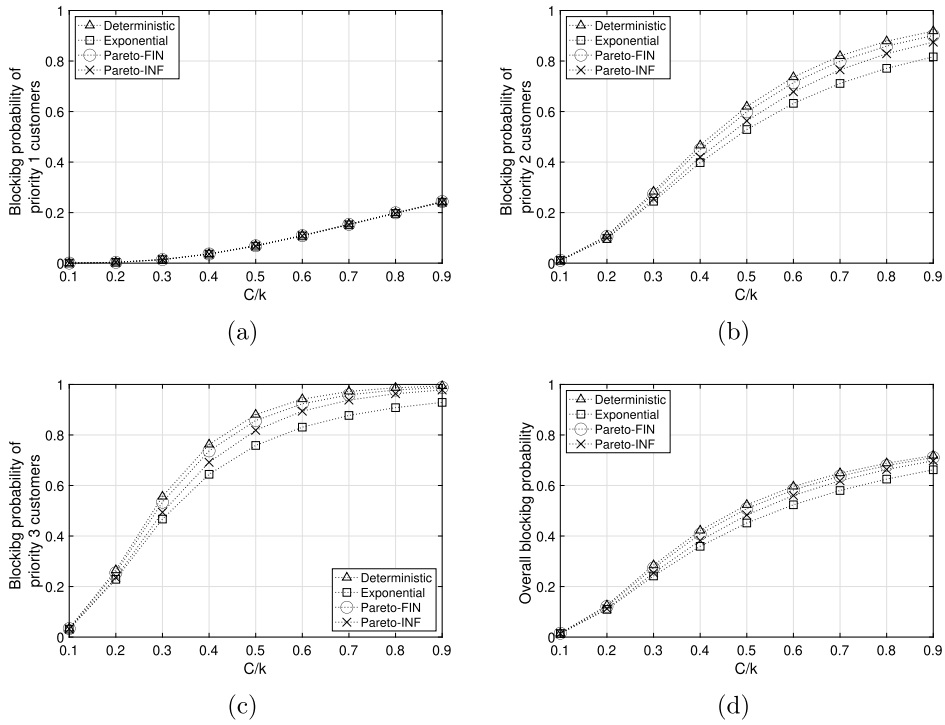 Blockibg probability of
priority 1 customers
1
0.8
0.6
0.4
0.2
0
Deterministic
Exponential
Pareto-FIN
Pareto-INF
0.1 0.2 0.3 0.4 0.5 0.6 0.7 0.8 0.9
C/k
(a)
Blockibg probability of
priority 2 customers
1
0.8
0.6
0.4
0.2
0
Deterministic
Exponential
Pareto-FIN
Pareto-INF
0.1 0.2 0.3 0.4 0.5 0.6 0.7 0.8 0.9
C/k
(b)
Blockibg probability of
priority 3 customers
1
0.8
0.6
0.4
0.2
0
Deterministic
Exponential
Pareto-FIN
Pareto-INF
0.1 0.2 0.3 0.4 0.5 0.6 0.7 0.8 0.9
C/k
(c)
Overall blockibg probability
1
0.8
0.6
0.4
0.2
0
Deterministic
Exponential
Pareto-FIN
Pareto-INF
0.1 0.2 0.3 0.4 0.5 0.6 0.7 0.8 0.9
C/k
(d)